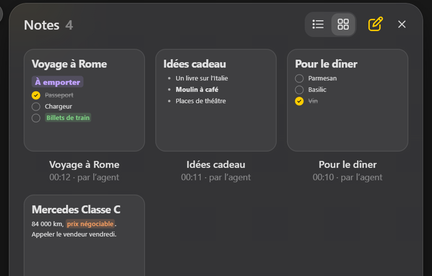 Notes 4
Voyage à Rome
À emporter
Passeport
Chargeur
Billets de train
Voyage à Rome
00:12 · par l'agent
Idées cadeau
Un livre sur l'Italie
Moulin à café
Places de théâtre
Idées cadeau
00:11 · par l'agent
Pour le dîner
Parmesan
Basilic
Vin
Pour le dîner
00:10 · par l'agent
Mercedes Classe C
84 000 km, prix négociable.
Appeler le vendeur vendredi.